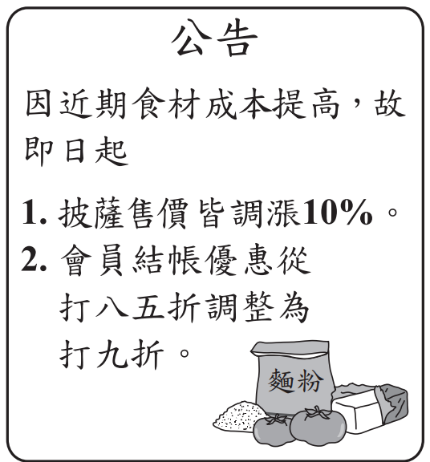 公告
因近期食材成本提高，故
即日起
1. 披薩售價皆調漲10%。
2. 會員結帳優惠從
打八五折調整為
打九折。
麵粉